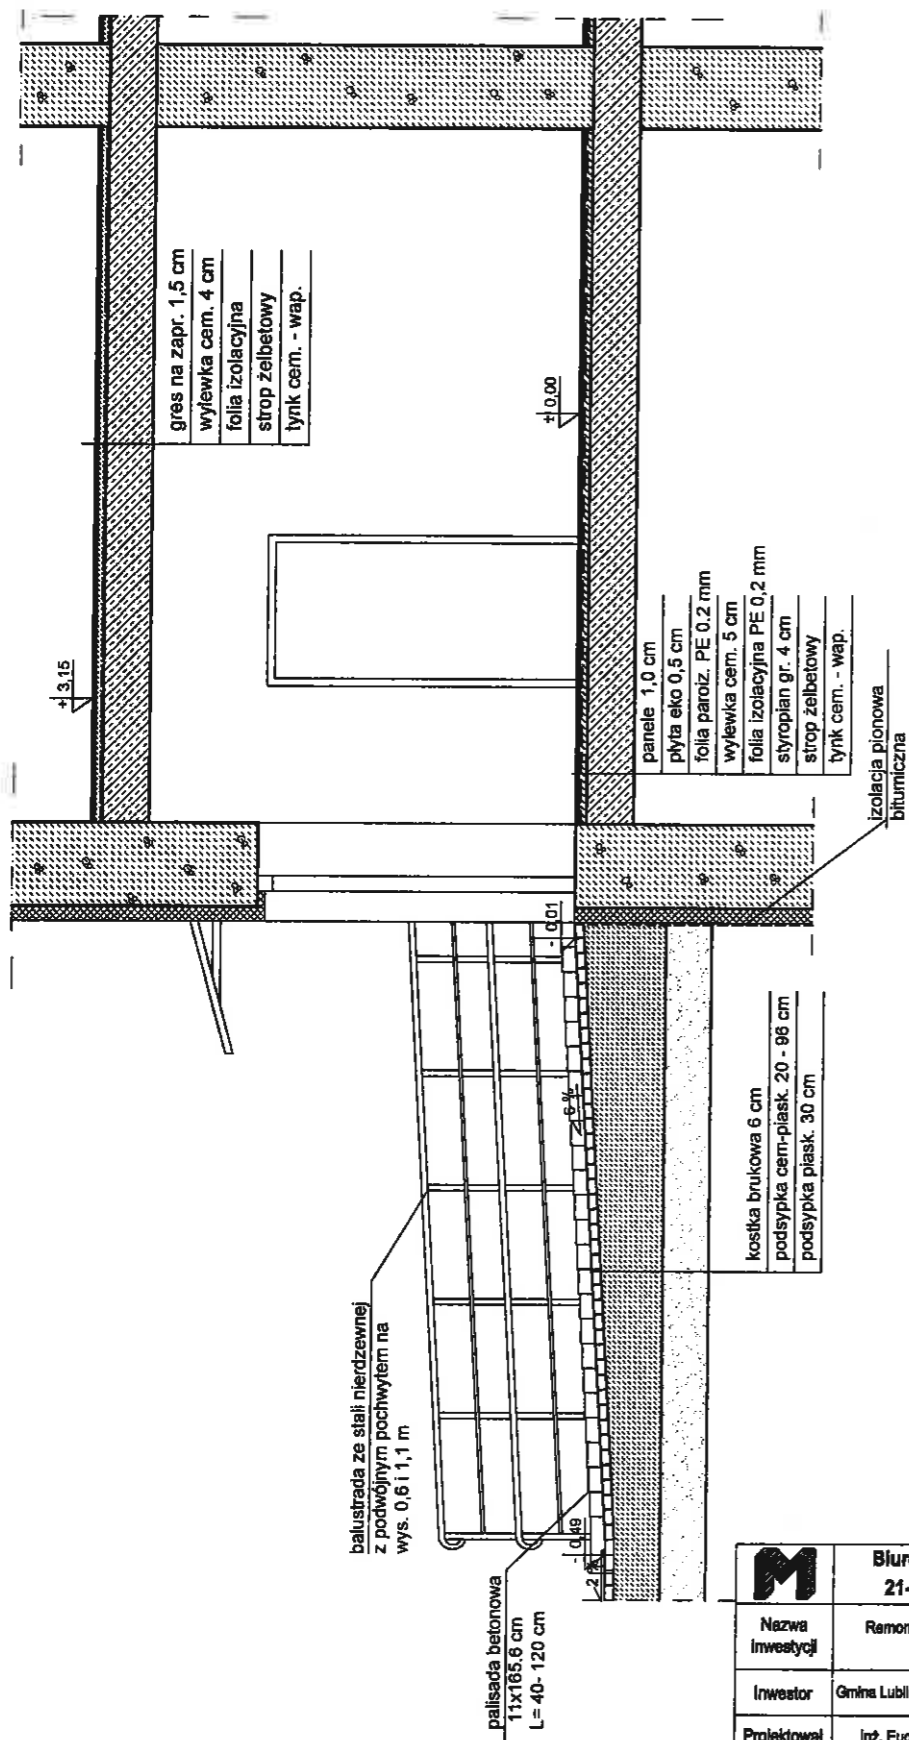 + 3,15
gres na zapr. 1,5 cm
wylewka cem. 4 cm
folia izolacyjna
strop żelbetowy
tynk cem. - wap.
± 0,00
panele 1,0 cm
płyta eko 0,5 cm
folia paroiz. PE 0.2 mm
wylewka cem. 5 cm
folia izolacyjna PE 0,2 mm
styropian gr. 4 cm
strop żelbetowy
tynk cem. - wap.
izolacja pionowa
bitumiczna
- 0,01
6 %
kostka brukowa 6 cm
podsypka cem-piask. 20 - 96 cm
podsypka piask. 30 cm
balustrada ze stali nierdzewnej
z podwójnym pochwytem na
wys. 0,6 i 1,1 m
- 0,49
palisada betonowa
11x165.6 cm
L= 40- 120 cm
M
21-
Nazwa
inwestycji
Inwestor
Gmina
Projektował
inż.